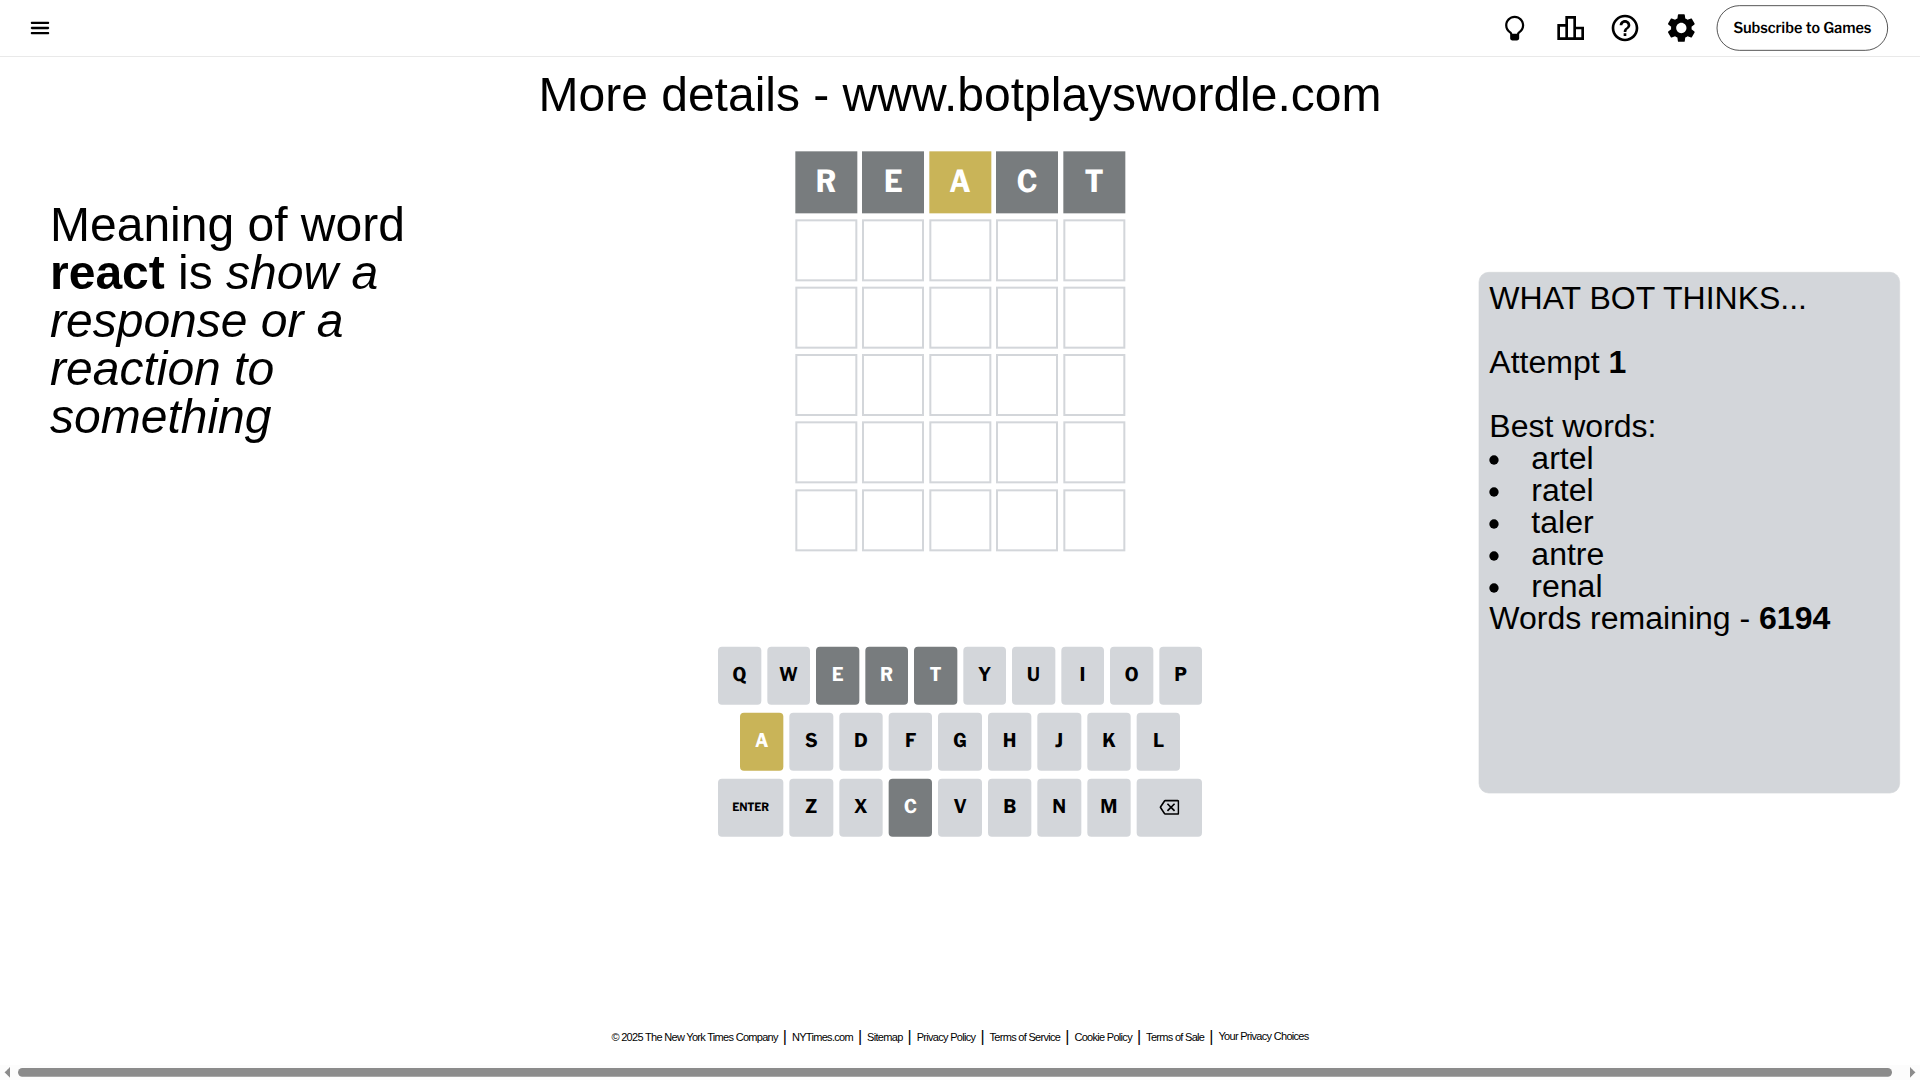 Subscribe to Games
More details - www.botplayswordle.com
REACT
Meaning of word
react is show a
response or a
reaction to
something
WHAT BOT THINKS...
Attempt 1
Best words:
artel
ratel
taler
antre
renal
Words remaining - 6194
Q W E R T Y U I O P
A S D F G H J K L
ENTER Z X C V B N M
© 2025 The New York Times Company | NYTimes.com | Sitemap | Privacy Policy | Terms of Service | Cookie Policy | Terms of Sale | Your Privacy Choices